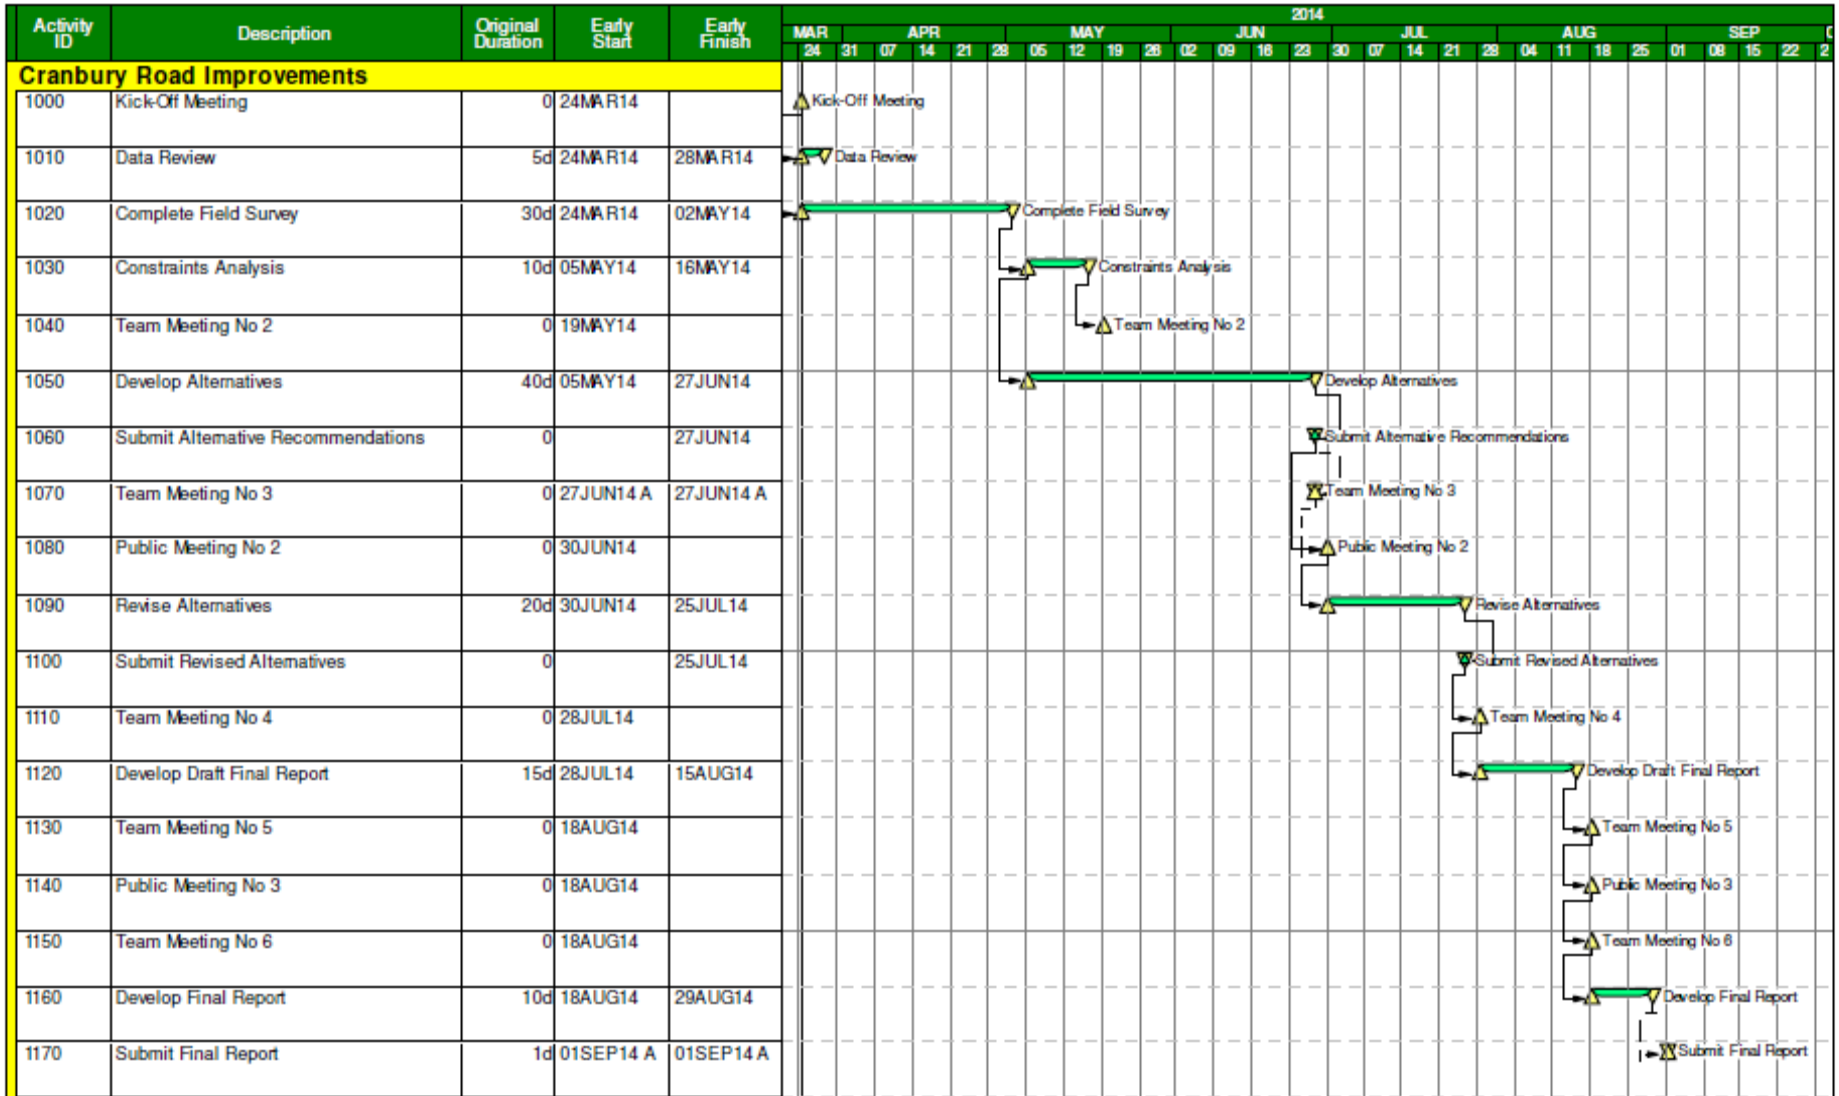 2014
Activity ID Description Original Duration Early Start Early Finish MAR APR MAY JUN JUL AUG SEP
24 31 07 14 21 28 05 12 19 26 02 09 16 23 30 07 14 21 28 04 11 18 25 01 08 15 22 2
Cranbury Road Improvements
1000 Kick-Off Meeting 0 24MAR14 Kick-Off Meeting
1010 Data Review 5d 24MAR14 28MAR14 Data Review
1020 Complete Field Survey 30d 24MAR14 02MAY14 Complete Field Survey
1030 Constraints Analysis 10d 05MAY14 16MAY14 Constraints Analysis
1040 Team Meeting No 2 0 19MAY14 Team Meeting No 2
1050 Develop Alternatives 40d 05MAY14 27JUN14 Develop Alternatives
1060 Submit Alternative Recommendations 0 27JUN14 Submit Alternative Recommendations
1070 Team Meeting No 3 0 27JUN14 A 27JUN14 A Team Meeting No 3
1080 Public Meeting No 2 0 30JUN14 Public Meeting No 2
1090 Revise Alternatives 20d 30JUN14 25JUL14 Revise Alternatives
1100 Submit Revised Alternatives 0 25JUL14 Submit Revised Alternatives
1110 Team Meeting No 4 0 28JUL14 Team Meeting No 4
1120 Develop Draft Final Report 15d 28JUL14 15AUG14 Develop Draft Final Report
1130 Team Meeting No 5 0 18AUG14 Team Meeting No 5
1140 Public Meeting No 3 0 18AUG14 Public Meeting No 3
1150 Team Meeting No 6 0 18AUG14 Team Meeting No 6
1160 Develop Final Report 10d 18AUG14 29AUG14 Develop Final Report
1170 Submit Final Report 1d 01SEP14 A 01SEP14 A Submit Final Report